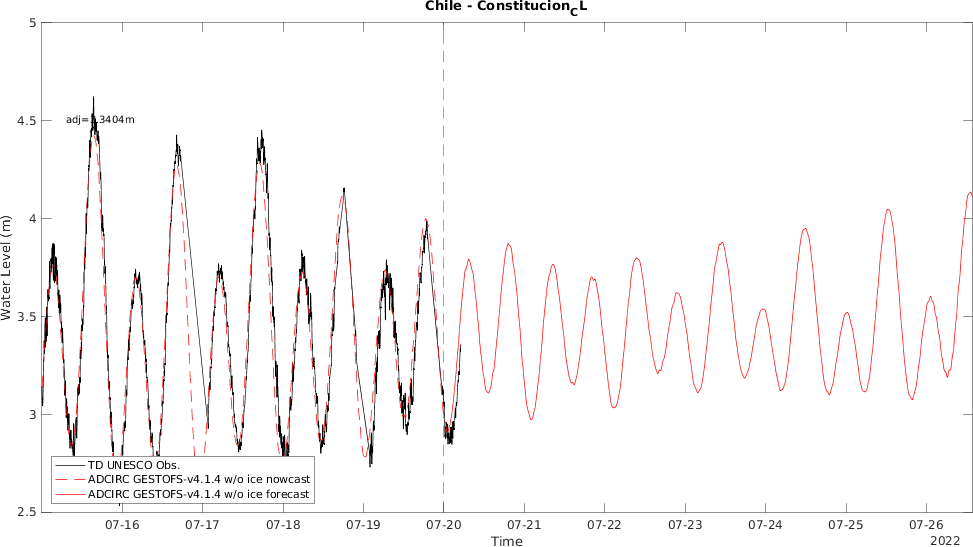 Chile - Constitucion_CL
5
4.5
4
3.5
3
2.5
Water Level (m)
adj= .3404m
TD UNESCO Obs.
ADCIRC GESTOFS-v4.1.4 w/o ice nowcast
ADCIRC GESTOFS-v4.1.4 w/o ice forecast
07-16 07-17 07-18 07-19 07-20 07-21 07-22 07-23 07-24 07-25 07-26
Time
2022